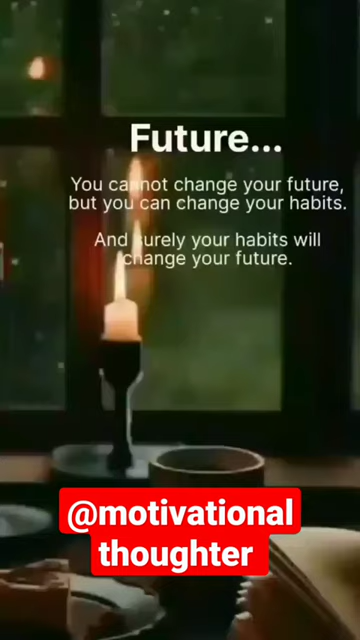 Future...
You cannot change your future,
but you can change your habits.
And surely your habits will
change your future.
@motivational
thoughter